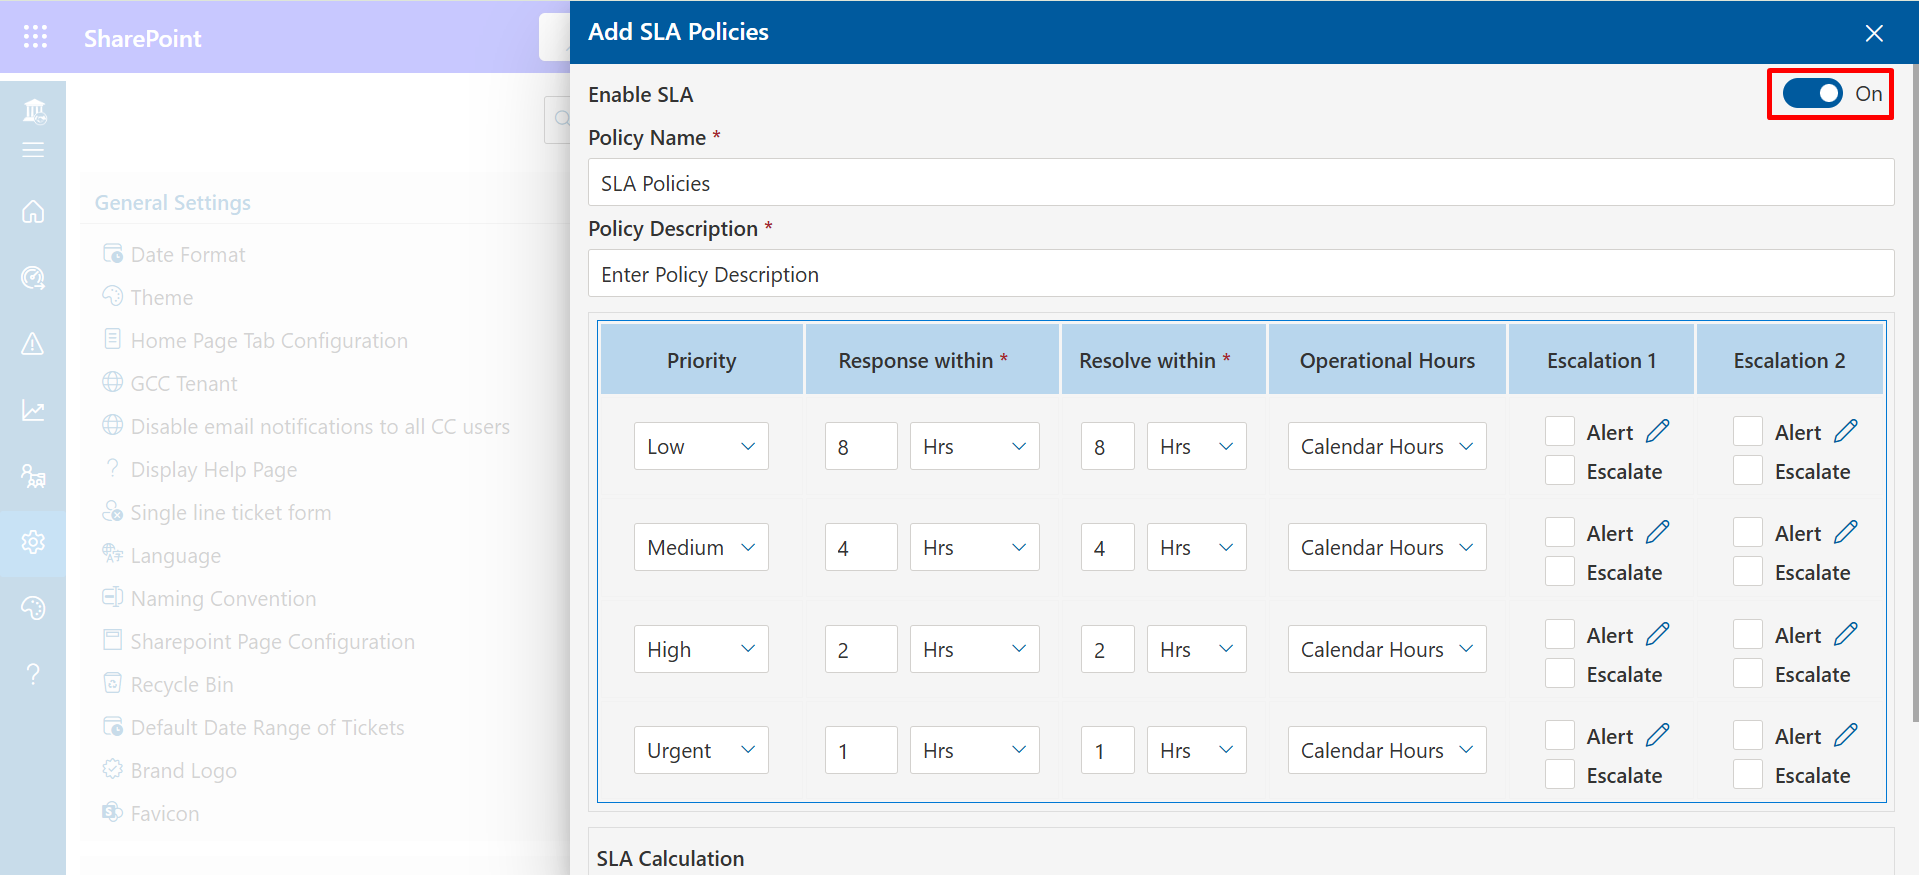 SharePoint
General Settings
Date Format
Theme
Home Page Tab Configuration
GCC Tenant
Disable email notifications to all CC users
Display Help Page
Single line ticket form
Language
Naming Convention
Sharepoint Page Configuration
Recycle Bin
Default Date Range of Tickets
Brand Logo
Favicon
Add SLA Policies
Enable SLA
On
Policy Name *
SLA Policies
Policy Description *
Enter Policy Description
Priority Response within * Resolve within * Operational Hours Escalation 1 Escalation 2
Low 8 Hrs 8 Hrs Calendar Hours Alert Alert
Escalate Escalate
Medium 4 Hrs 4 Hrs Calendar Hours Alert Alert
Escalate Escalate
High 2 Hrs 2 Hrs Calendar Hours Alert Alert
Escalate Escalate
Urgent 1 Hrs 1 Hrs Calendar Hours Alert Alert
Escalate Escalate
SLA Calculation